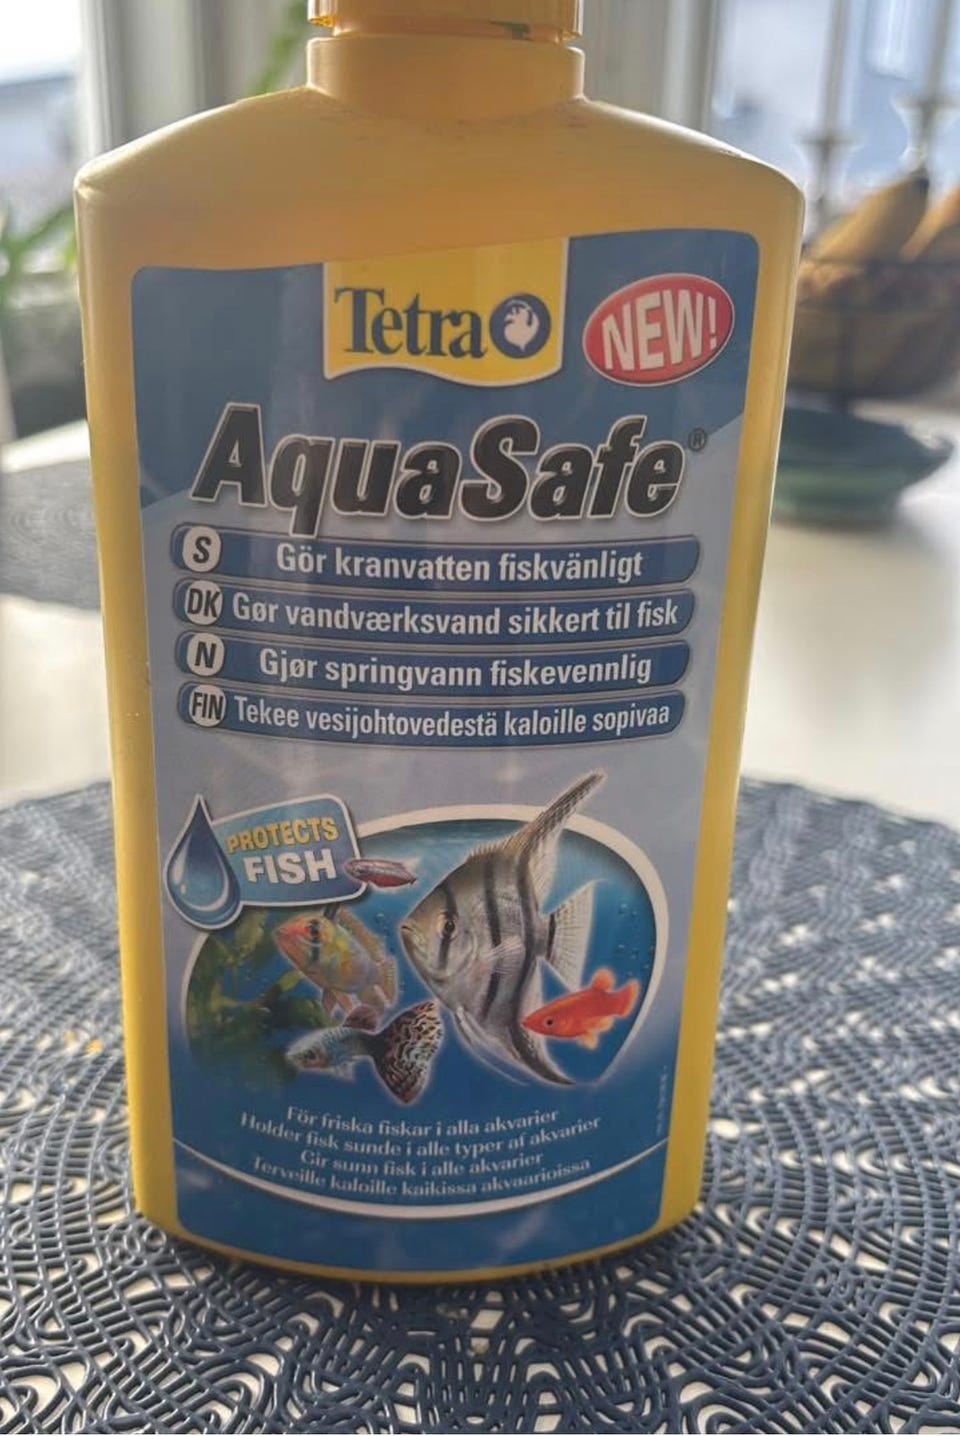 Tetra
NEW!
AquaSafe®
S Gör kranvatten fiskvänligt
DK Gør vandværksvand sikkert til fisk
N Gjør springvann fiskevennlig
FIN Tekee vesijohtovedestä kaloille sopivaa
PROTECTS
FISH
För friska fiskar i alla akvarier
Holder fisk sunde i alle typer af akvarier
Gir sunn fisk i alle akvarier
Terveille kaloille kaikissa akvaarioissa